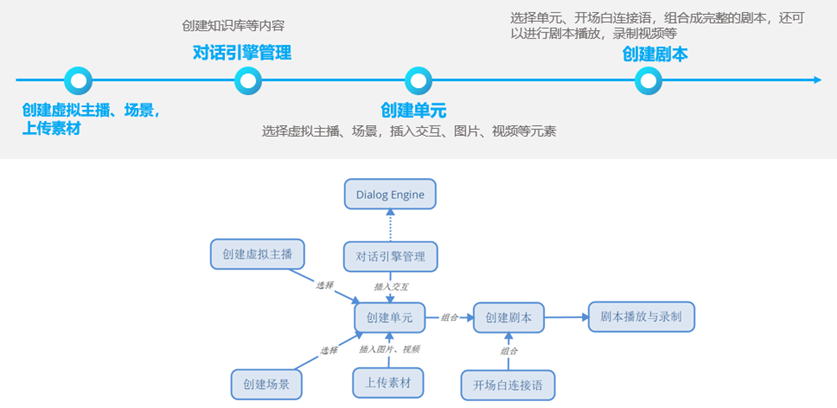 创建知识库等内容
对话引擎管理
选择单元、开场白连接语，组合成完整的剧本，还可
以进行剧本播放，录制视频等
创建剧本
创建虚拟主播、场景，
上传素材
创建单元
选择虚拟主播、场景，插入交互、图片、视频等元素
Dialog Engine
创建虚拟主播
对话引擎管理
选择
插入交互
创建单元
组合
创建剧本
剧本播放与录制
选择
插入图片、视频
组合
创建场景
上传素材
开场白连接语